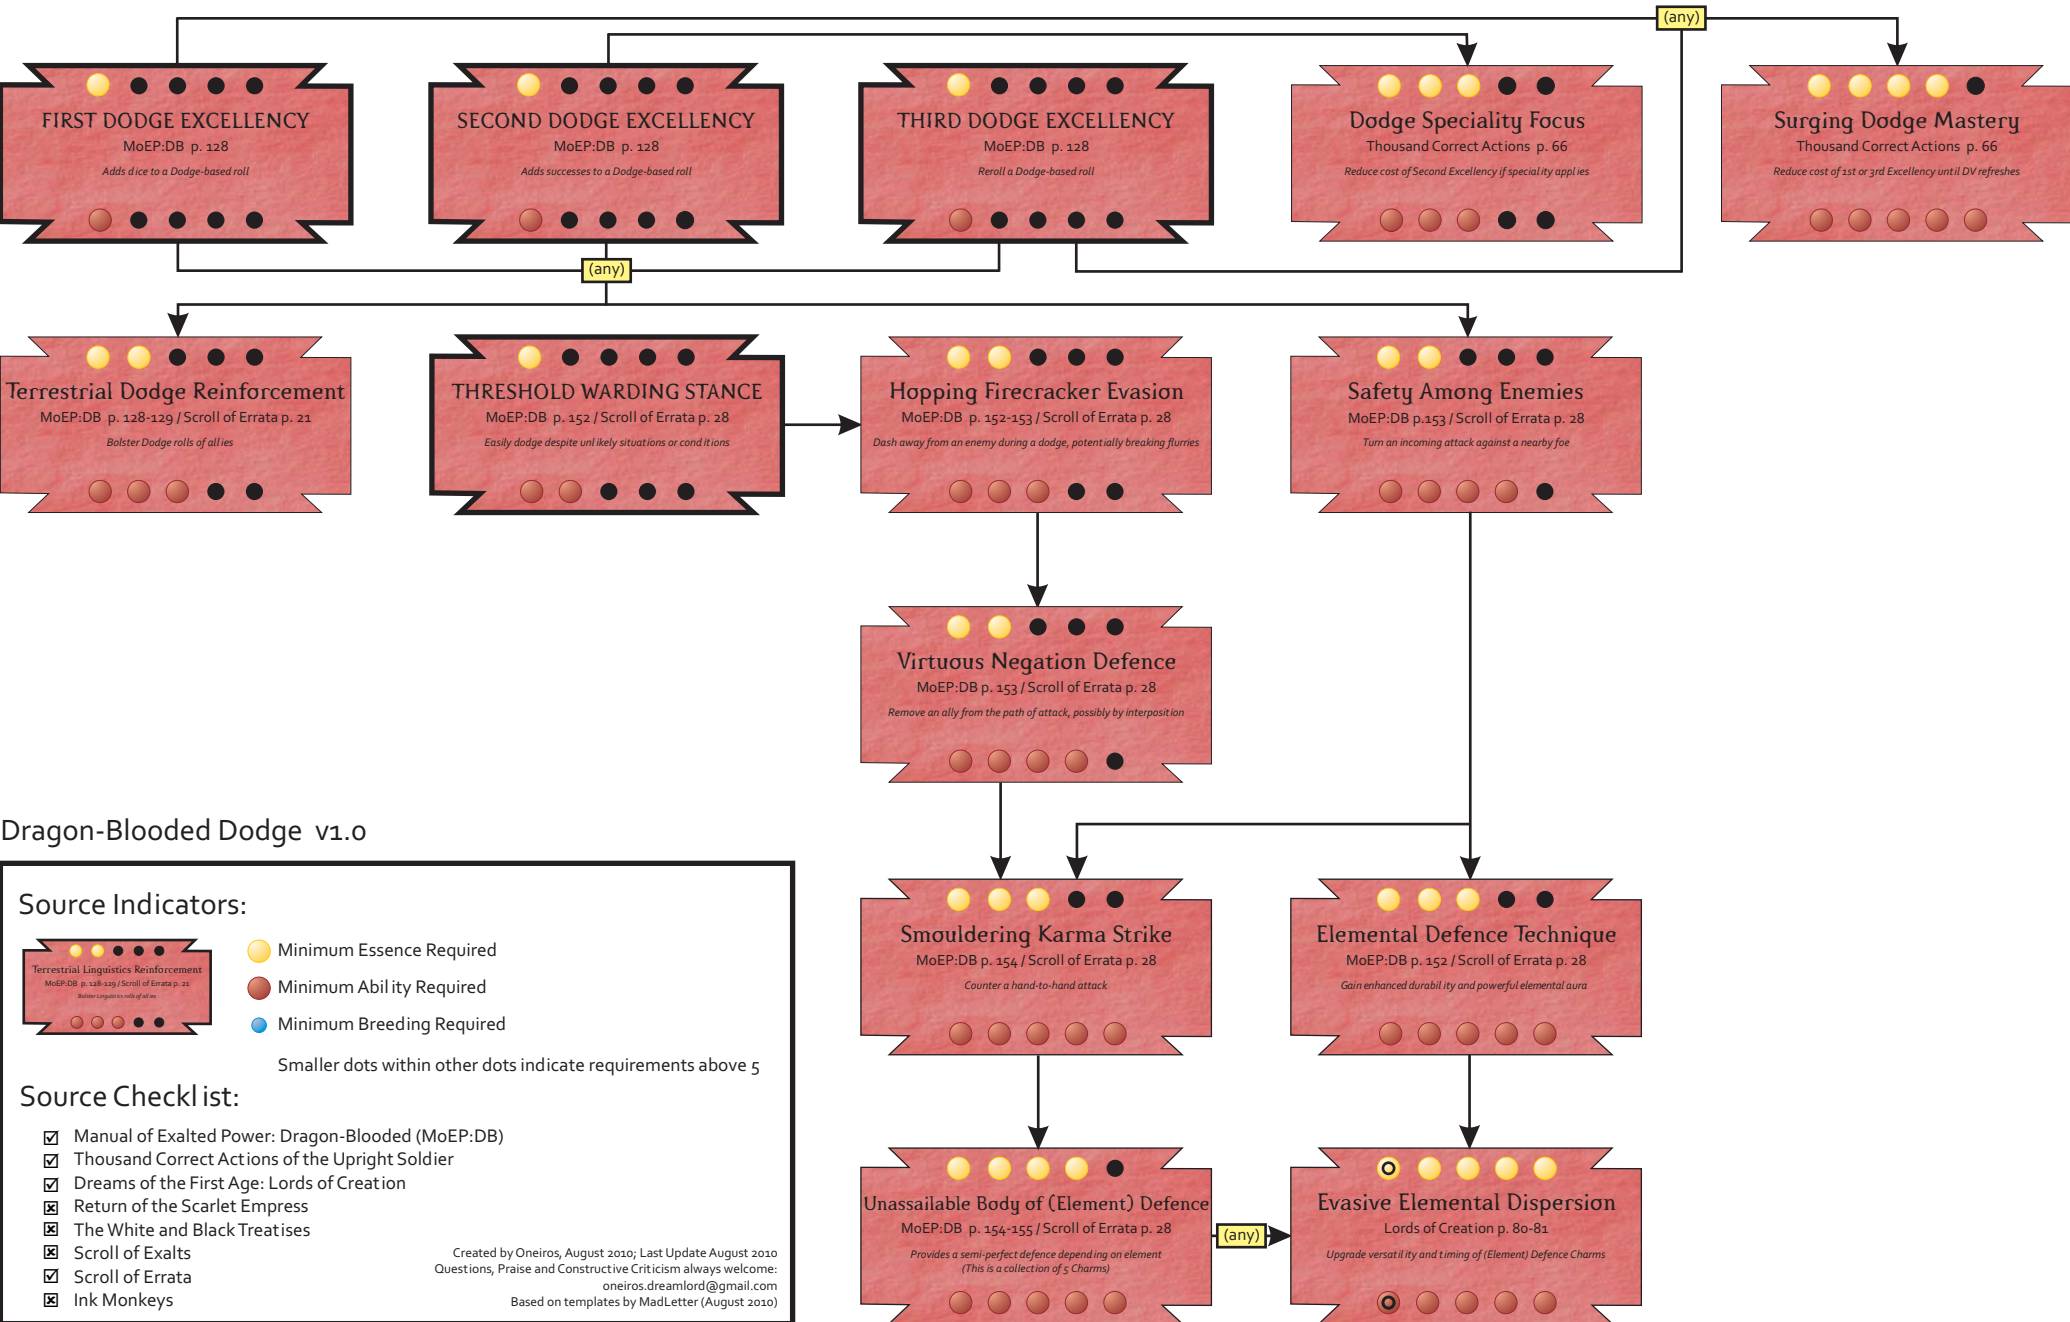 (any)
FIRST DODGE EXCELLENCY
MoEP:DB p. 128
Adds dice to a Dodge-based roll
SECOND DODGE EXCELLENCY
MoEP:DB p. 128
Adds successes to a Dodge-based roll
THIRD DODGE EXCELLENCY
MoEP:DB p. 128
Reroll a Dodge-based roll
Dodge Speciality Focus
Thousand Correct Actions p. 66
Reduce cost of Second Excellency if speciality applies
Surging Dodge Mastery
Thousand Correct Actions p. 66
Reduce cost of 1st or 3rd Excellency until DV refreshes
(any)
Terrestrial Dodge Reinforcement
MoEP:DB p. 128-129 / Scroll of Errata p. 21
Bolster Dodge rolls of allies
THRESHOLD WARDING STANCE
MoEP:DB p. 152 / Scroll of Errata p. 28
Easily dodge despite unlikely situations or conditions
Hopping Firecracker Evasion
MoEP:DB p. 152-153 / Scroll of Errata p. 28
Dash away from an enemy during a dodge, potentially breaking flurries
Safety Among Enemies
MoEP:DB p.153 / Scroll of Errata p. 28
Turn an incoming attack against a nearby foe
Virtuous Negation Defence
MoEP:DB p. 153 / Scroll of Errata p. 28
Remove an ally from the path of attack, possibly by interposition
Smouldering Karma Strike
MoEP:DB p. 154 / Scroll of Errata p. 28
Counter a hand-to-hand attack
Elemental Defence Technique
MoEP:DB p. 152 / Scroll of Errata p. 28
Gain enhanced durability and powerful elemental aura
Unassailable Body of (Element) Defence
MoEP:DB p. 154-155 / Scroll of Errata p. 28
Provides a semi-perfect defence depending on element
(This is a collection of 5 Charms)
(any)
Evasive Elemental Dispersion
Lords of Creation p. 80-81
Upgrade versatility and timing of (Element) Defence Charms
Dragon-Blooded Dodge v1.0
Source Indicators:
Terrestrial Linguistics Reinforcement
MoEP:DB p. 128-129 / Scroll of Errata p. 21
Bolster Linguistics rolls of allies
Minimum Essence Required
Minimum Ability Required
Minimum Breeding Required
Smaller dots within other dots indicate requirements above 5
Source Checklist:
Manual of Exalted Power: Dragon-Blooded (MoEP:DB)
Thousand Correct Actions of the Upright Soldier
Dreams of the First Age: Lords of Creation
Return of the Scarlet Empress
The White and Black Treatises
Scroll of Exalts
Scroll of Errata
Ink Monkeys
Created by Oneiros, August 2010; Last Update August 2010
Questions, Praise and Constructive Criticism always welcome:
oneiros.dreamlord@gmail.com
Based on templates by MadLetter (August 2010)